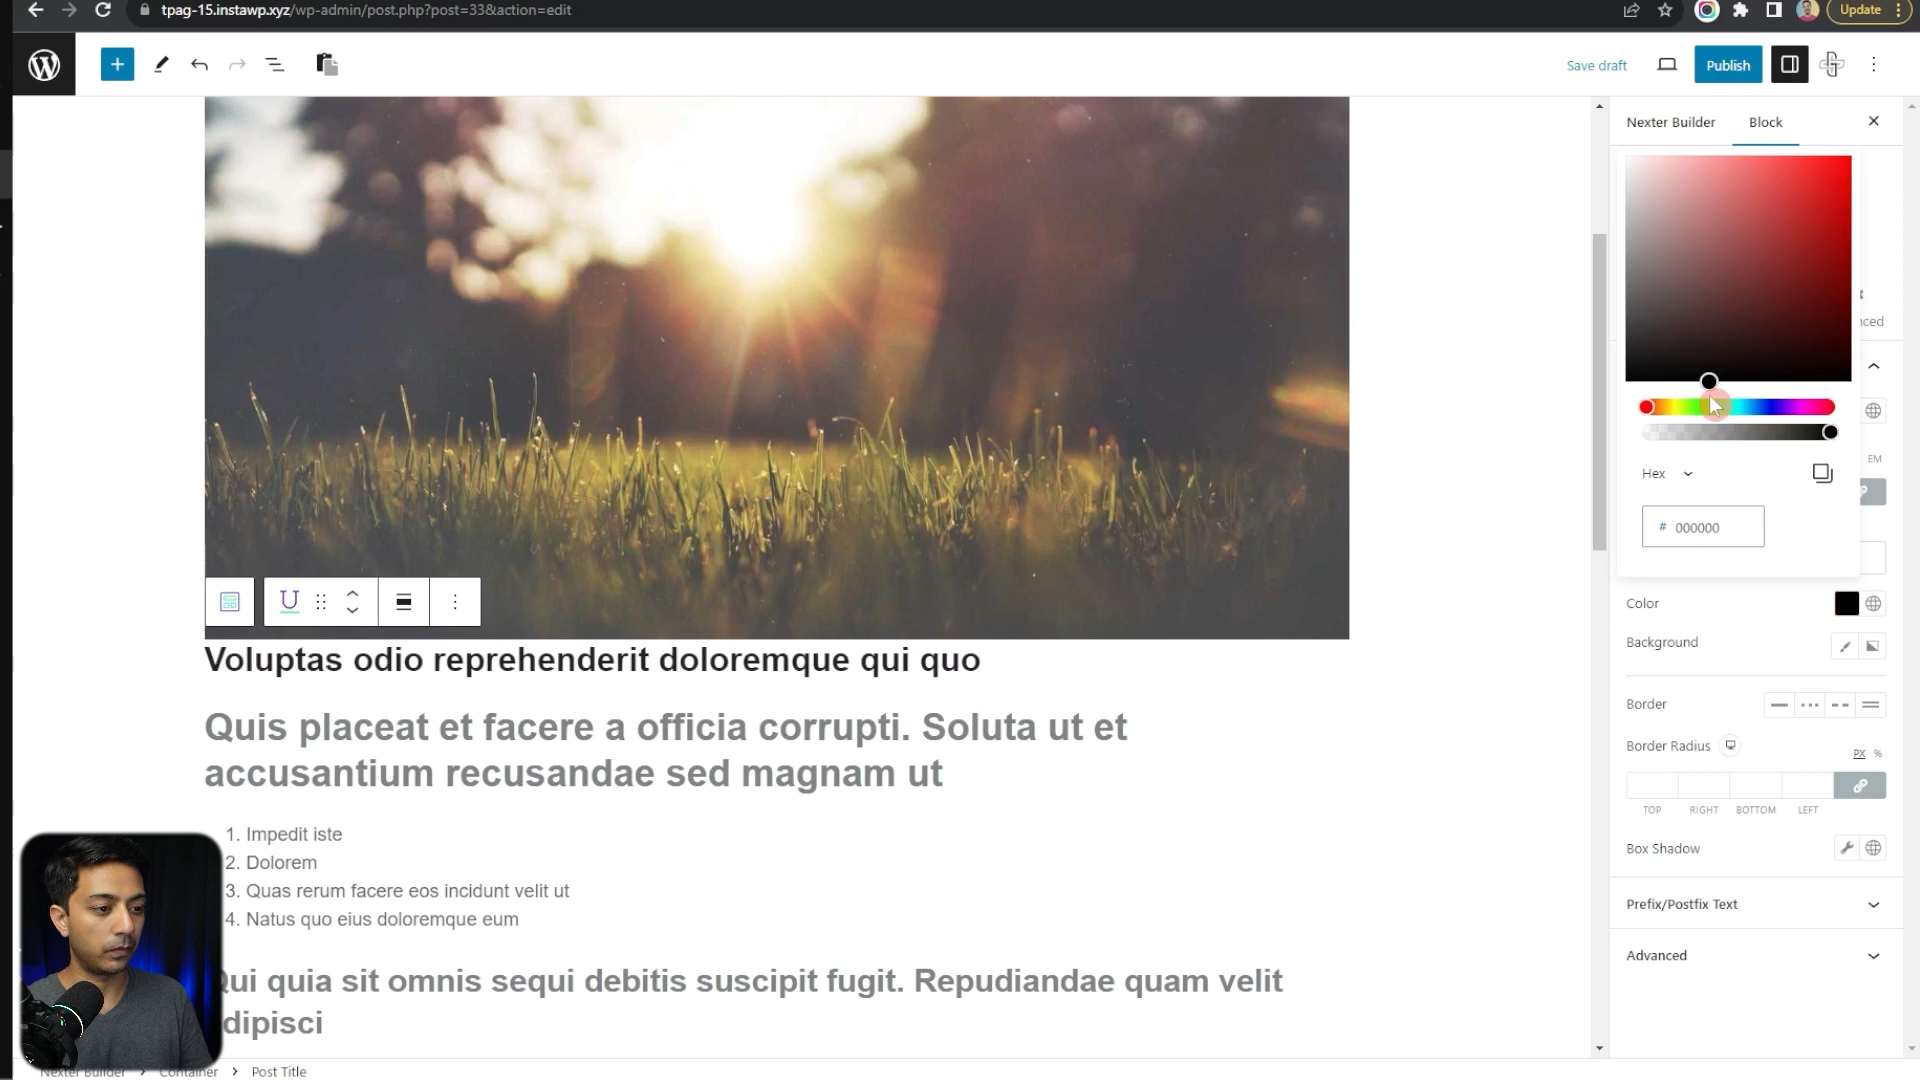 tpag-15.instawp.xyz/wp-admin/post.php?post=33&action=edit
Update
Save draft
Publish
Nexter Builder
Block
EM
Hex
# 000000
Color
Background
Border
Border Radius
PX %
TOP RIGHT BOTTOM LEFT
Box Shadow
Prefix/Postfix Text
Advanced
Voluptas odio reprehenderit doloremque qui quo
Quis placeat et facere a officia corrupti. Soluta ut et
accusantium recusandae sed magnam ut
1. Impedit iste
2. Dolorem
3. Quas rerum facere eos incidunt velit ut
4. Natus quo eius doloremque eum
ui quia sit omnis sequi debitis suscipit fugit. Repudiandae quam velit
dipisci
Nexter Builder > Container > Post Title